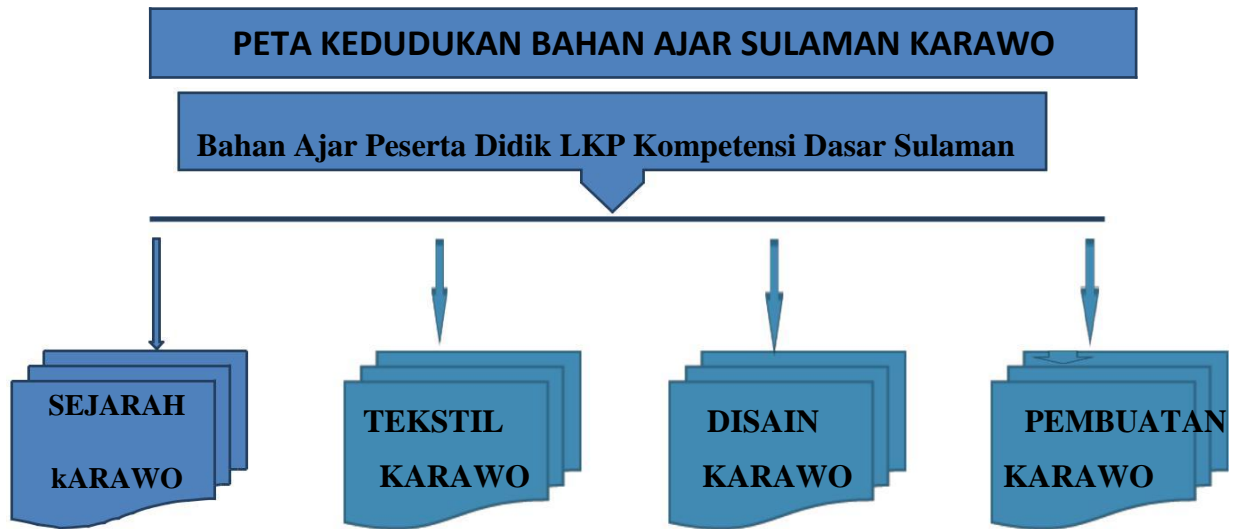 PETA KEDUDUKAN BAHAN AJAR SULAMAN KARAWO
Bahan Ajar Peserta Didik LKP Kompetensi Dasar Sulaman
SEJARAH
kARAWO
TEKSTIL
KARAWO
DISAIN
KARAWO
PEMBUATAN
KARAWO